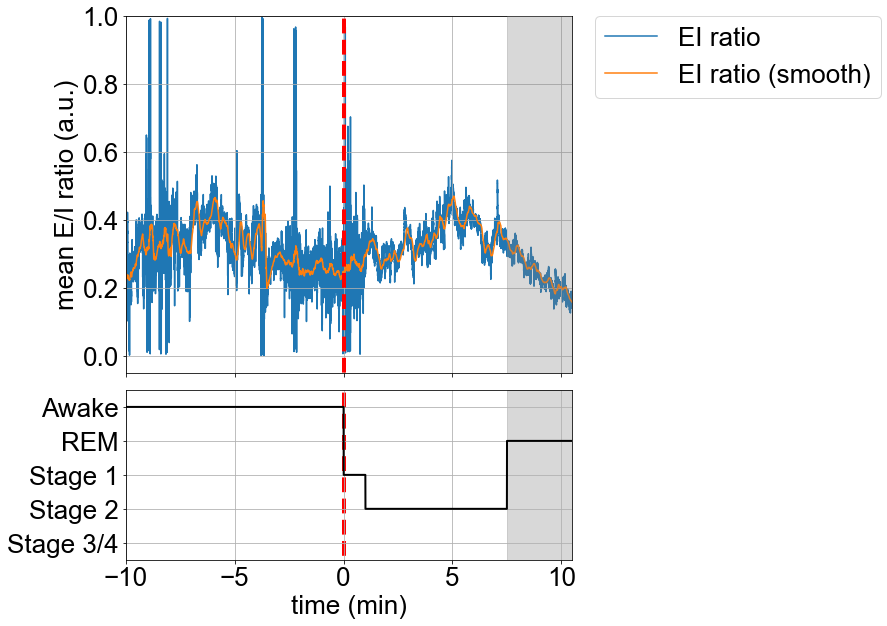 1.0
0.8
0.6
0.4
0.2
0.0
mean E/I ratio (a.u.)
EI ratio
EI ratio (smooth)
Awake
REM
Stage 1
Stage 2
Stage 3/4
−10 −5 0 5 10
time (min)